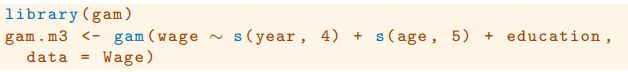 library(gam)
gam.m3 <- gam(wage ∼ s(year, 4) + s(age, 5) + education,
data = Wage)